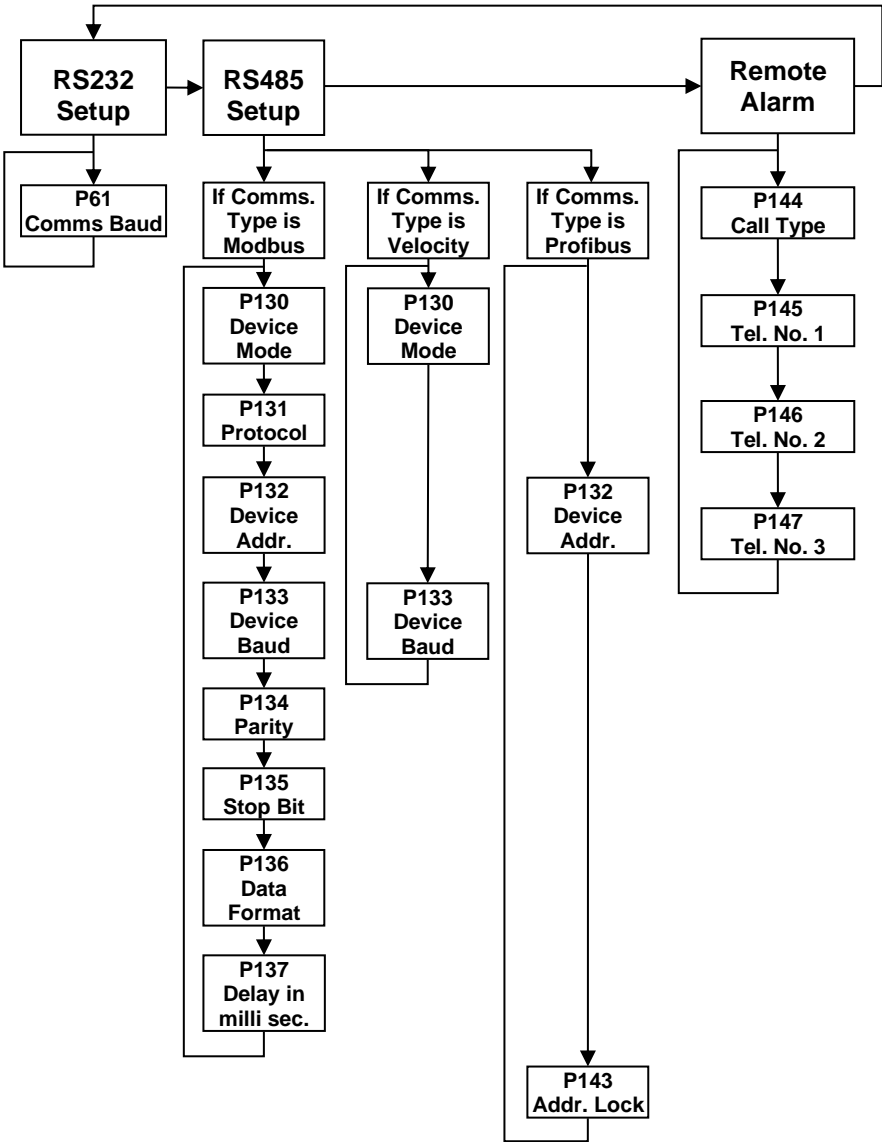 RS232
Setup
RS485
Setup
Remote
Alarm
P61
Comms Baud
If Comms.
Type is
Modbus
P130
Device
Mode
P131
Protocol
P132
Device
Addr.
P133
Device
Baud
P134
Parity
P135
Stop Bit
P136
Data
Format
P137
Delay in
milli sec.
If Comms.
Type is
Velocity
P130
Device
Mode
P133
Device
Baud
If Comms.
Type is
Profibus
P132
Device
Addr.
P143
Addr. Lock
P144
Call Type
P145
Tel. No. 1
P146
Tel. No. 2
P147
Tel. No. 3